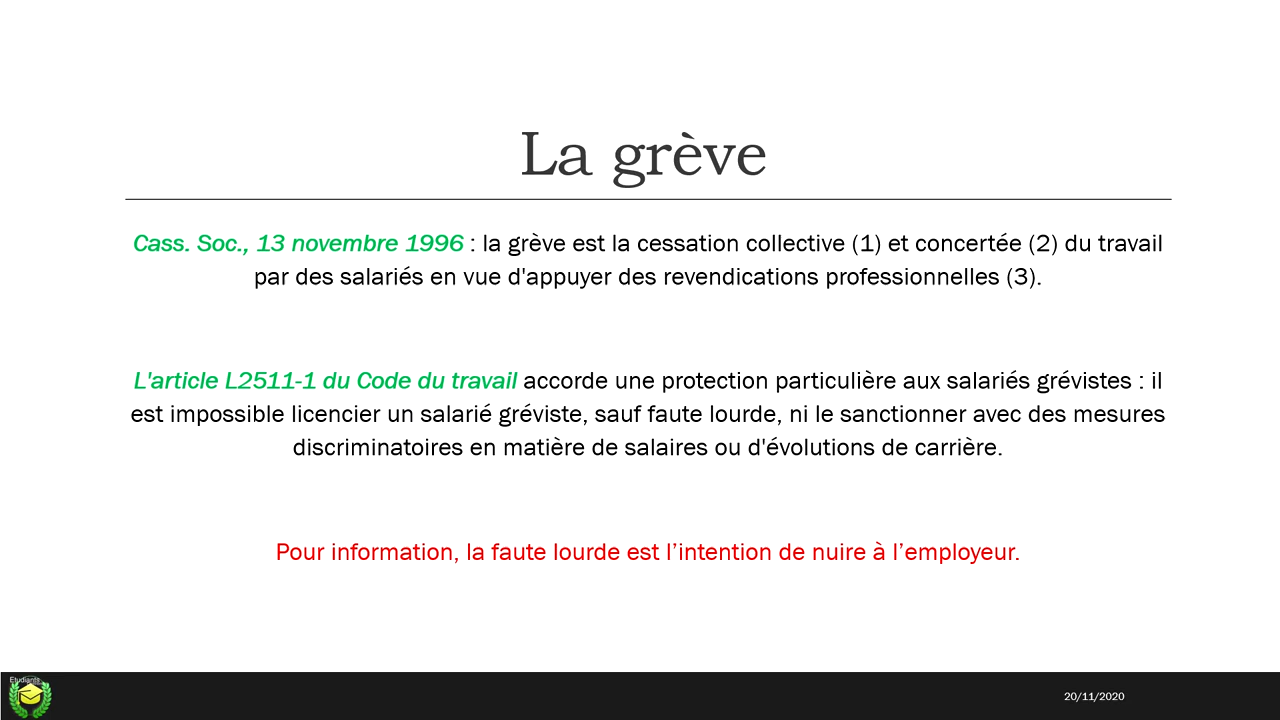 La grève
Cass. Soc., 13 novembre 1996 : la grève est la cessation collective (1) et concertée (2) du travail
par des salariés en vue d'appuyer des revendications professionnelles (3).
L'article L2511-1 du Code du travail accorde une protection particulière aux salariés grévistes : il
est impossible licencier un salarié gréviste, sauf faute lourde, ni le sanctionner avec des mesures
discriminatoires en matière de salaires ou d'évolutions de carrière.
Pour information, la faute lourde est l’intention de nuire à l’employeur.
Etudiants
20/11/2020